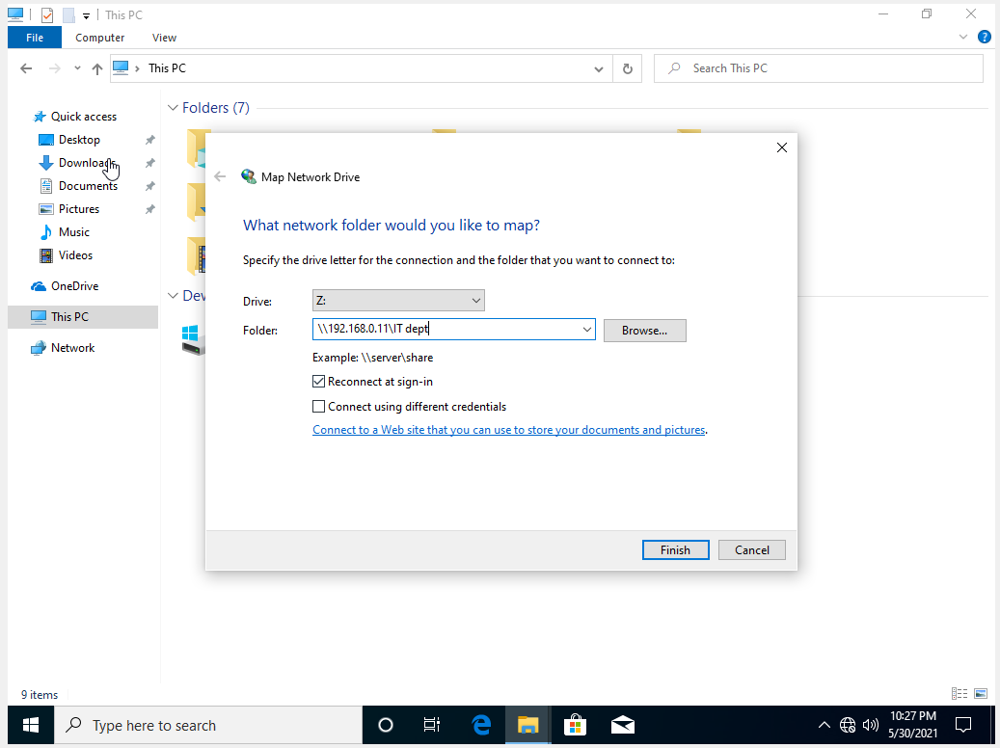 This PC
File Computer View
This PC
Search This PC
Quick access
Desktop
Downloads
Documents
Pictures
Music
Videos
OneDrive
This PC
Network
Folders (7)
Dev
Map Network Drive
What network folder would you like to map?
Specify the drive letter for the connection and the folder that you want to connect to:
Drive: Z:
Folder: \\192.168.0.11\IT dept Browse...
Example: \\server\share
Reconnect at sign-in
Connect using different credentials
Connect to a Web site that you can use to store your documents and pictures.
Finish Cancel
9 items
Type here to search
10:27 PM
5/30/2021